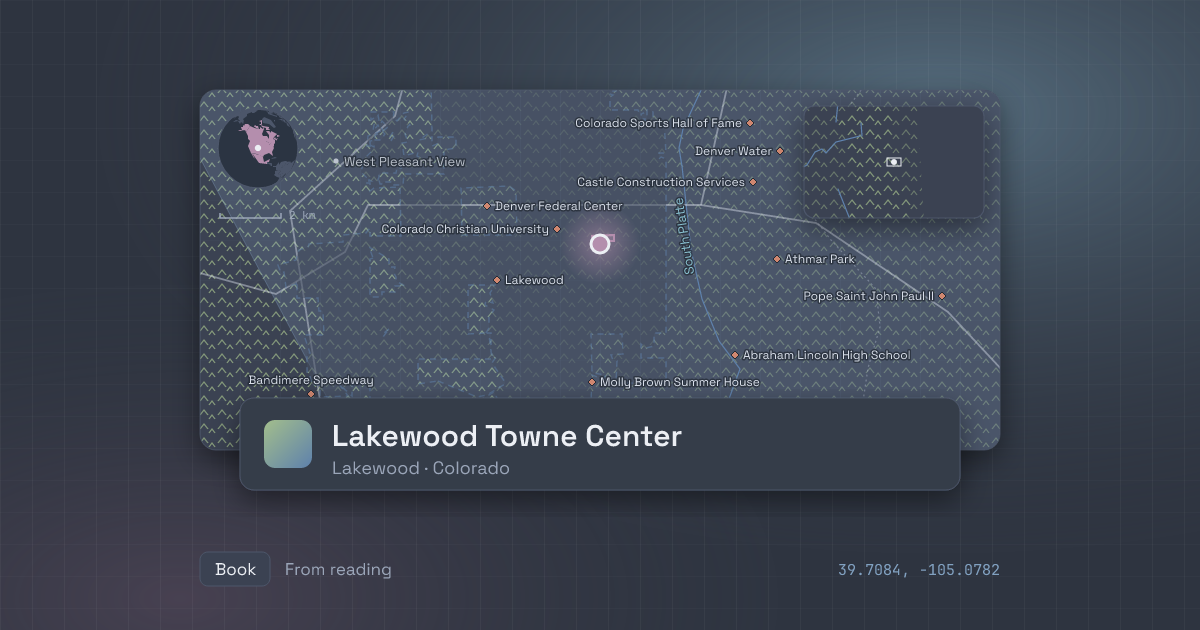 Colorado Sports Hall of Fame
Denver Water
West Pleasant View
Castle Construction Services
Denver Federal Center
2 km
Colorado Christian University
South Platte
Athmar Park
Lakewood
Pope Saint John Paul II
Abraham Lincoln High School
Bandimere Speedway
Molly Brown Summer House
Lakewood Towne Center
Lakewood · Colorado
Book
From reading
39.7084, -105.0782